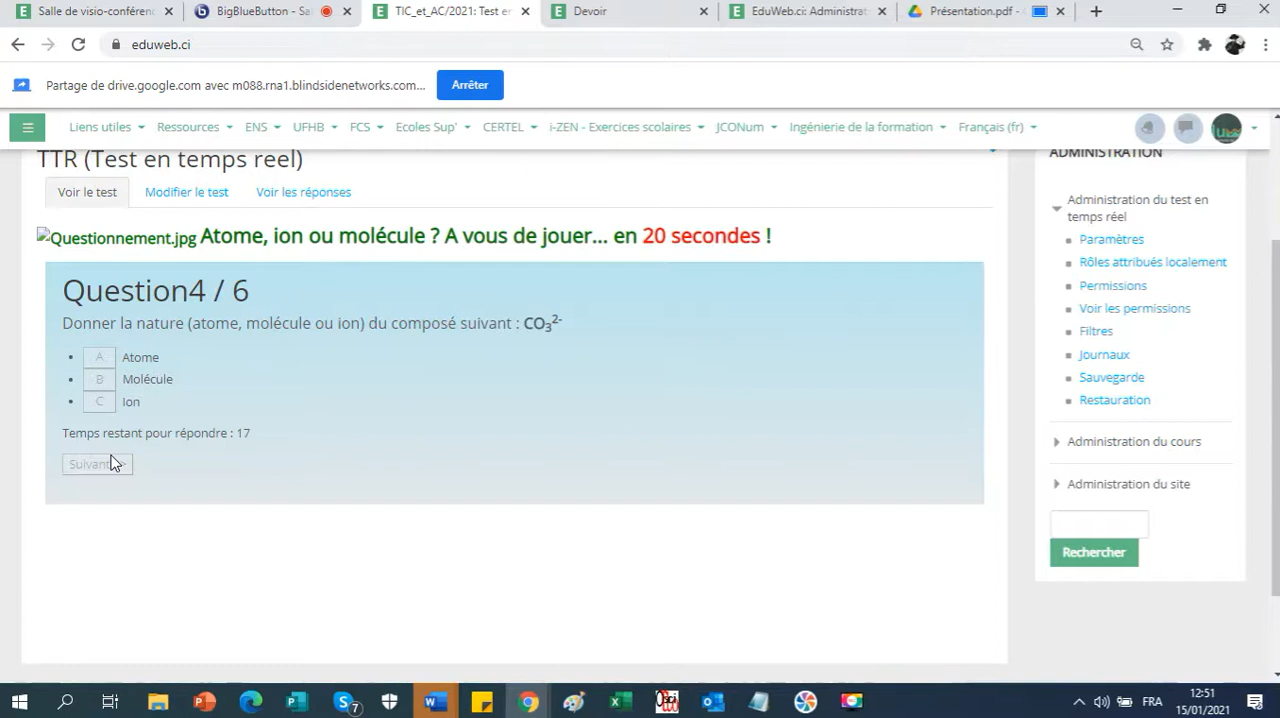 Salle de visio-conféren
BigBlueButton - Sa
TIC_et_AC/2021: Test en
Devoir
EduWeb.ci: Administrat
Présentation.pdf -
eduweb.ci
Partage de drive.google.com avec m088.rna1.blindsidenetworks.com...
Arrêter
Liens utiles
Ressources
ENS
UFHB
FCS
Ecoles Sup'
CERTEL
i-ZEN - Exercices scolaires
JCONum
Ingénierie de la formation
Français (fr)
TTR (Test en temps reel)
Voir le test
Modifier le test
Voir les réponses
Questionnement.jpg Atome, ion ou molécule ? A vous de jouer... en 20 secondes !
Question4 / 6
Donner la nature (atome, molécule ou ion) du composé suivant : CO₃²⁻
A Atome
B Molécule
C Ion
Temps restant pour répondre : 17
Suivant
ADMINISTRATION
Administration du test en
temps réel
Paramètres
Rôles attribués localement
Permissions
Voir les permissions
Filtres
Journaux
Sauvegarde
Restauration
Administration du cours
Administration du site
Rechercher
7
FRA
12:51
15/01/2021